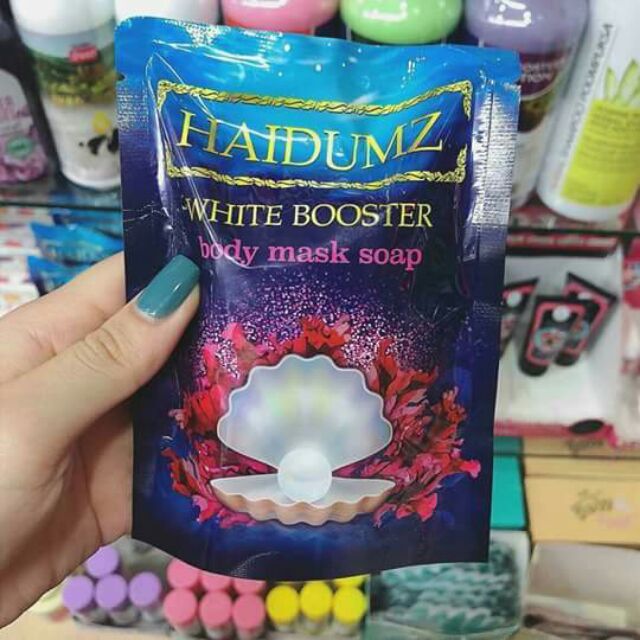 HAIDUMZ
WHITE BOOSTER
body mask soap